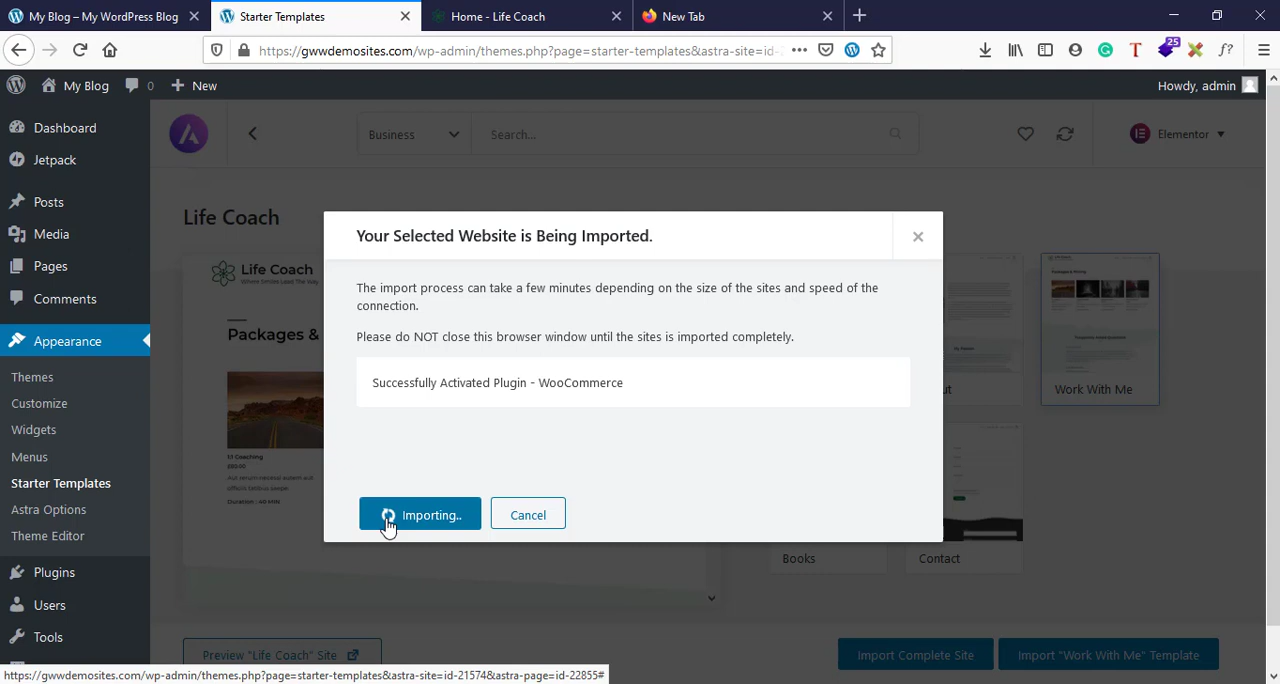 My Blog – My WordPress Blog
Starter Templates
Home - Life Coach
New Tab
https://gwwdemosites.com/wp-admin/themes.php?page=starter-templates&astra-site=id-
25
My Blog
0
New
Howdy, admin
Dashboard
Jetpack
Posts
Media
Pages
Comments
Appearance
Themes
Customize
Widgets
Menus
Starter Templates
Astra Options
Theme Editor
Plugins
Users
Tools
Business
Search...
Elementor
Life Coach
Life Coach
Packages &
1:1 Coaching
Duration : 40 MIN
Your Selected Website is Being Imported.
The import process can take a few minutes depending on the size of the sites and speed of the
connection.
Please do NOT close this browser window until the sites is imported completely.
Successfully Activated Plugin - WooCommerce
Importing..
Cancel
Work With Me
Books
Contact
Preview "Life Coach" Site
Import Complete Site
Import "Work With Me" Template
https://gwwdemosites.com/wp-admin/themes.php?page=starter-templates&astra-site=id-21574&astra-page=id-22855#